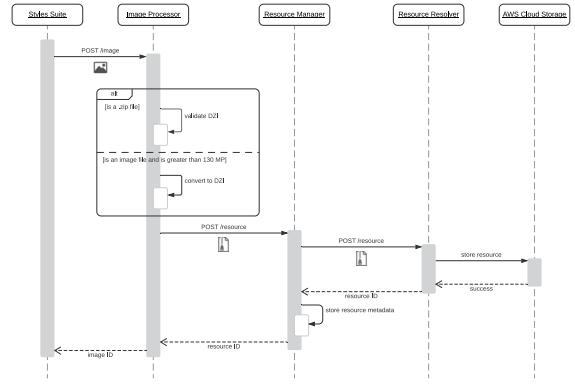 Styles Suite
Image Processor
Resource Manager
Resource Resolver
AWS Cloud Storage
POST /image
alt
[is a .zip file]
validate DZI
[is an image file and is greater than 130 MP]
convert to DZI
POST /resource
POST /resource
store resource
success
resource ID
store resource metadata
resource ID
image ID